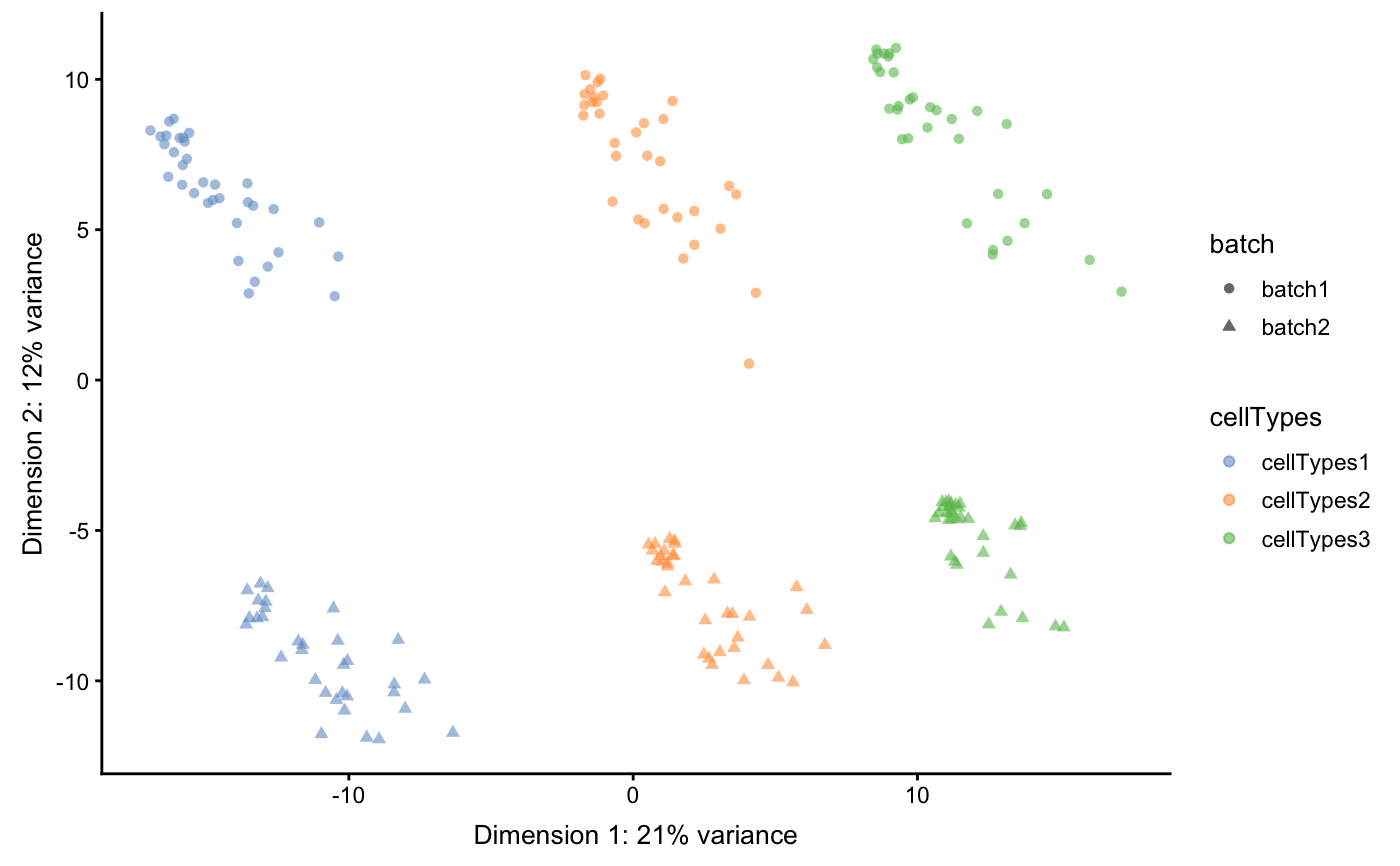 10
5
0
-5
-10
-10
0
10
Dimension 2: 12% variance
Dimension 1: 21% variance
batch
batch1
batch2
cellTypes
cellTypes1
cellTypes2
cellTypes3